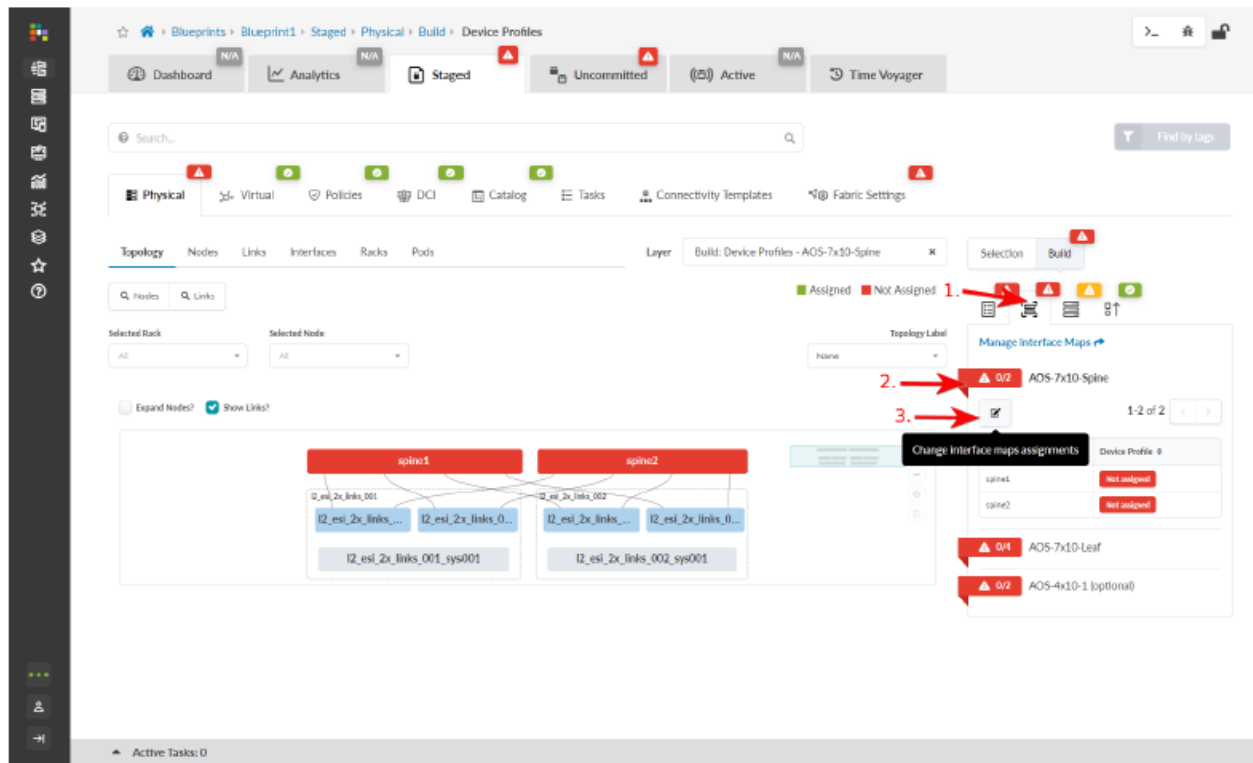 Blueprints › Blueprint1 › Staged › Physical › Build › Device Profiles
>_
Dashboard N/A
Analytics N/A
Staged
Uncommitted
Active N/A
Time Voyager
Search...
Find by tags
Physical
Virtual
Policies
DCI
Catalog
Tasks
Connectivity Templates
Fabric Settings
Topology Nodes Links Interfaces Racks Pods
Layer Build: Device Profiles - AOS-7x10-Spine
Selection Build
Nodes Links
Assigned Not Assigned
1.
Selected Rack
All
Selected Node
All
Topology Label
Name
Manage Interface Maps
2.
0/2 AOS-7x10-Spine
Expand Nodes? Show Links?
3.
1-2 of 2
Change interface maps assignments
Device Profile
spine1 Not assigned
spine2 Not assigned
spine1 spine2
l2_esi_2x_links_001
l2_esi_2x_links_002
l2_esi_2x_links_... l2_esi_2x_links_0... l2_esi_2x_links_... l2_esi_2x_links_0...
l2_esi_2x_links_001_sys001 l2_esi_2x_links_002_sys001
0/4 AOS-7x10-Leaf
0/2 AOS-4x10-1 (optional)
Active Tasks: 0